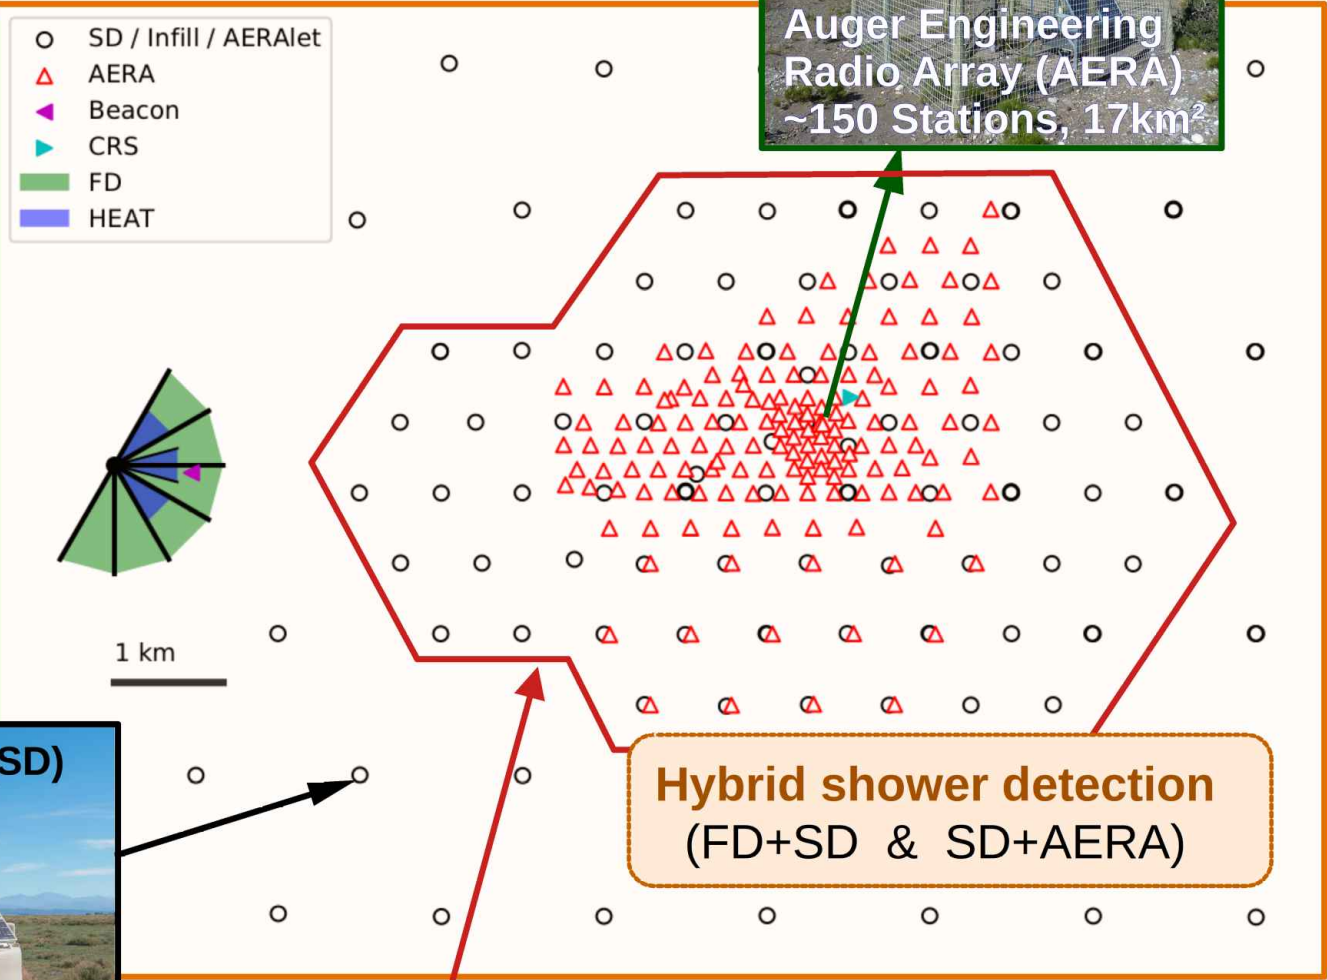 SD / Infill / AERAlet
AERA
Beacon
CRS
FD
HEAT
Auger Engineering
Radio Array (AERA)
~150 Stations, 17km²
1 km
SD)
Hybrid shower detection
(FD+SD & SD+AERA)